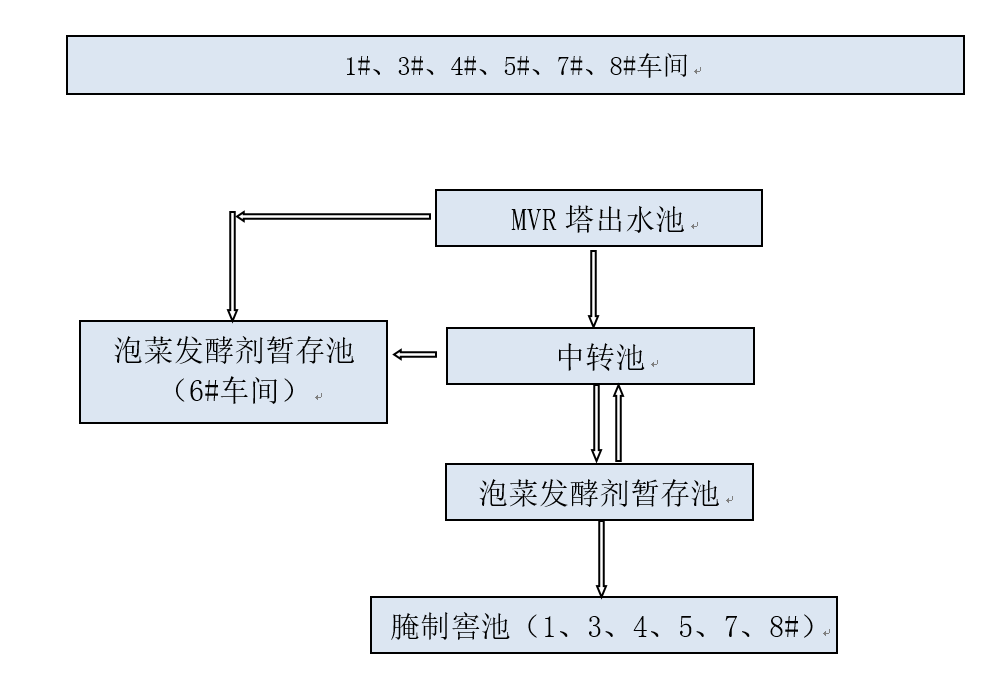 1#、3#、4#、5#、7#、8#车间
MVR 塔出水池
泡菜发酵剂暂存池
（6#车间）
中转池
泡菜发酵剂暂存池
腌制窖池（1、3、4、5、7、8#）